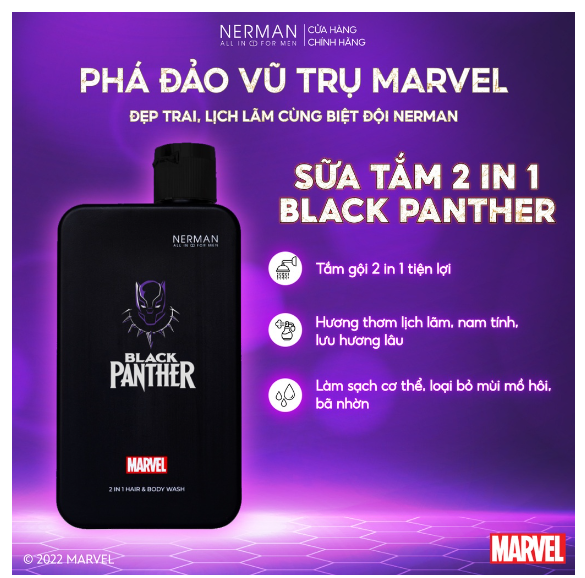 NERMAN
ALL IN FOR MEN
CỬA HÀNG
CHÍNH HÃNG
PHÁ ĐẢO VŨ TRỤ MARVEL
ĐẸP TRAI, LỊCH LÃM CÙNG BIỆT ĐỘI NERMAN
SỮA TẮM 2 IN 1
BLACK PANTHER
Tắm gội 2 in 1 tiện lợi
Hương thơm lịch lãm, nam tính,
lưu hương lâu
Làm sạch cơ thể, loại bỏ mùi mồ hôi,
bã nhờn
NERMAN
ALL IN FOR MEN
BLACK
PANTHER
MARVEL
2 IN 1 HAIR & BODY WASH
© 2022 MARVEL
MARVEL